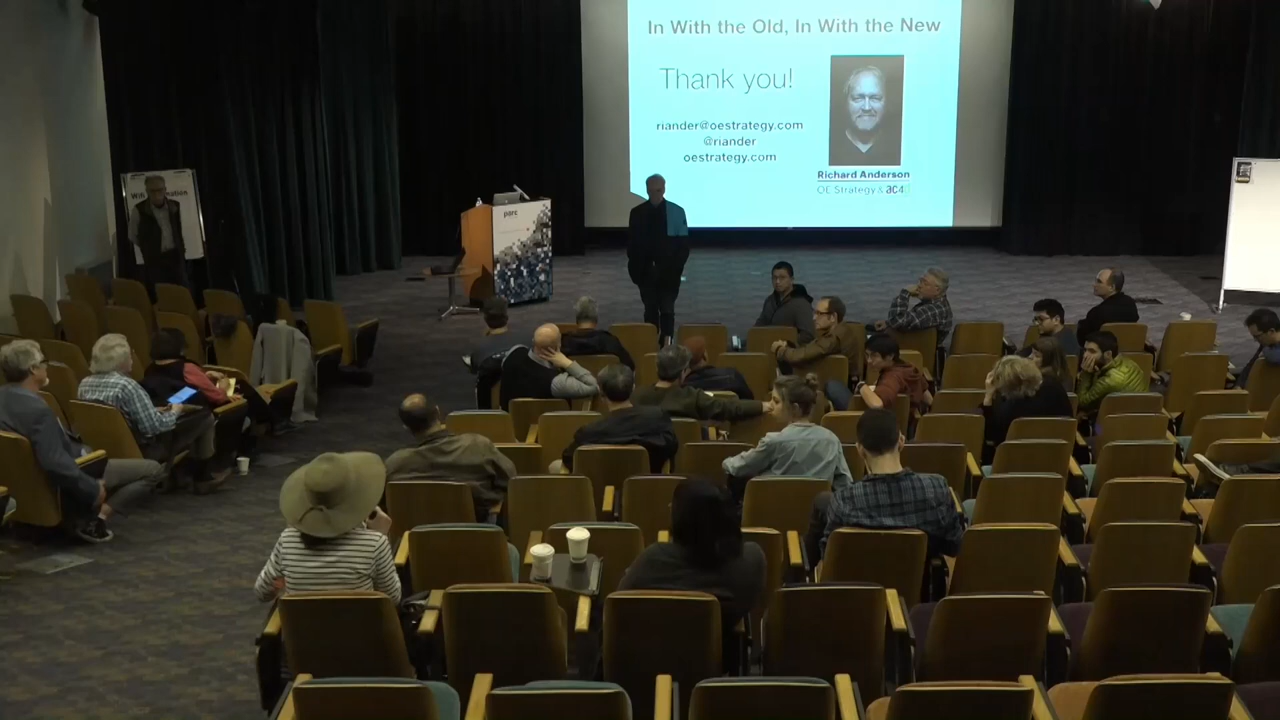 In With the Old, In With the New
Thank you!
riander@oestrategy.com
@riander
oestrategy.com
Richard Anderson
OE Strategy & ac4d
parc